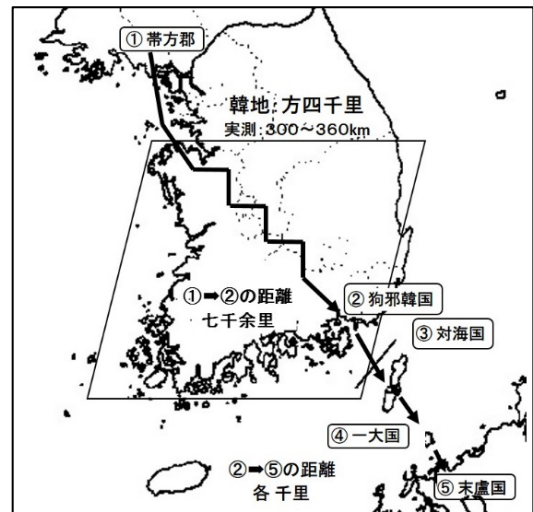 ① 帯方郡
韓地：方四千里
実測：300～360km
①➡②の距離
七千余里
② 狗邪韓国
③ 対海国
④ 一大国
②➡⑤の距離
各 千里
⑤ 末盧国